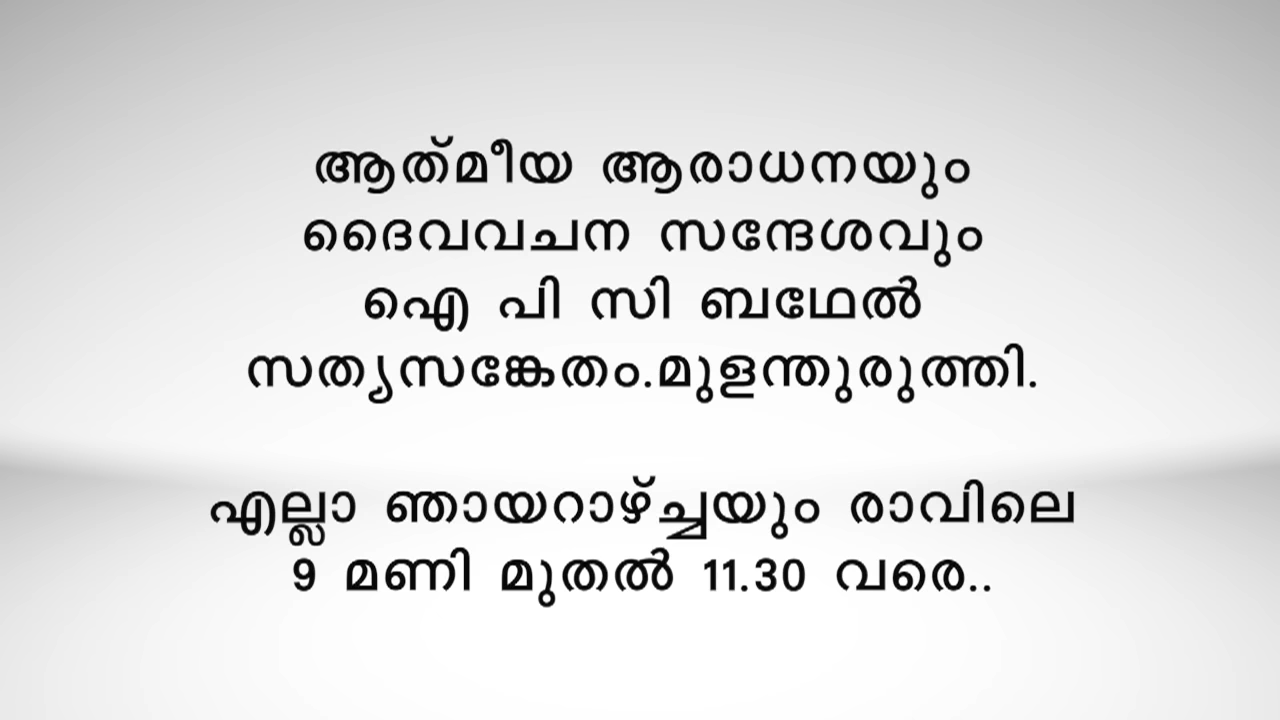 ആത്‌മീയ ആരാധനയും
ദൈവവചന സന്ദേശവും
ഐ പി സി ബഥേൽ
സത്യസങ്കേതം.മുളന്തുരുത്തി.
എല്ലാ ഞായറാഴ്ച്ചയും രാവിലെ
9 മണി മുതൽ 11.30 വരെ..